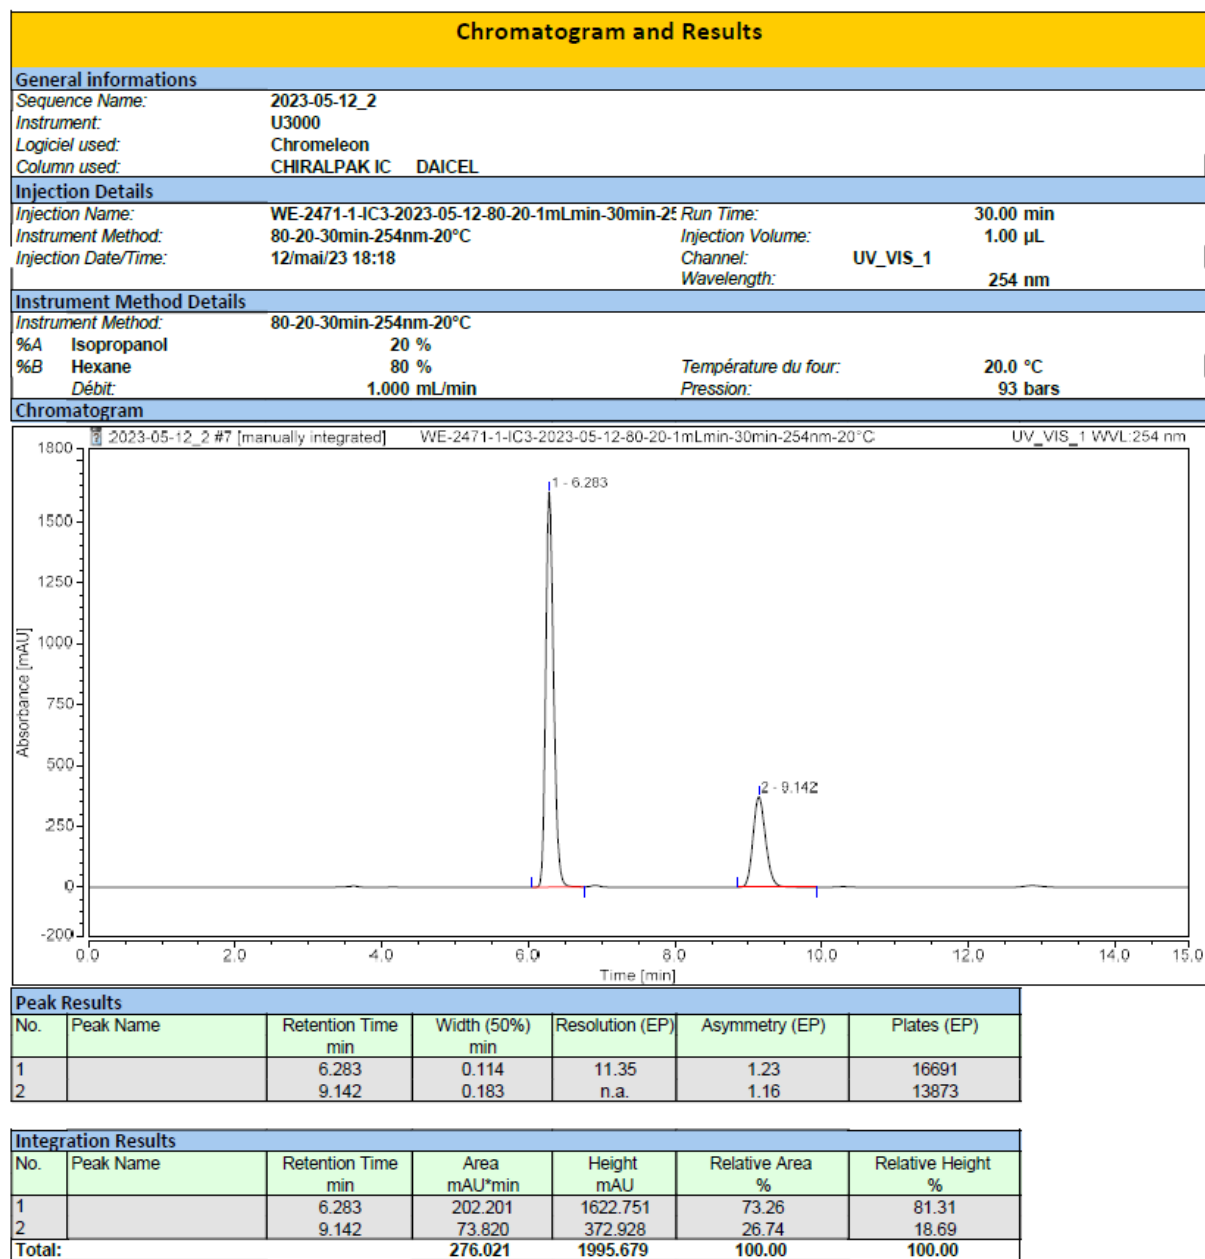 Chromatogram and Results
General informations
Sequence Name: 2023-05-12_2
Instrument: U3000
Logiciel used: Chromeleon
Column used: CHIRALPAK IC DAICEL
Injection Details
Injection Name: WE-2471-1-IC3-2023-05-12-80-20-1mLmin-30min-25 Run Time: 30.00 min
Instrument Method: 80-20-30min-254nm-20°C Injection Volume: 1.00 µL
Injection Date/Time: 12/mai/23 18:18 Channel: UV_VIS_1
Wavelength: 254 nm
Instrument Method Details
Instrument Method: 80-20-30min-254nm-20°C
%A Isopropanol 20 %
%B Hexane 80 % Température du four: 20.0 °C
Débit: 1.000 mL/min Pression: 93 bars
Chromatogram
2023-05-12_2 #7 [manually integrated] WE-2471-1-IC3-2023-05-12-80-20-1mLmin-30min-254nm-20°C UV_VIS_1 WVL:254 nm
1800
1 - 6.283
1500
1250
1000
Absorbance [mAU]
750
2 - 9.142
500
250
0
-200
0.0 2.0 4.0 6.0 8.0 10.0 12.0 14.0 15.0
Time [min]
Peak Results
No. Peak Name Retention Time Width (50%) Resolution (EP) Asymmetry (EP) Plates (EP)
min min
1 6.283 0.114 11.35 1.23 16691
2 9.142 0.183 n.a. 1.16 13873
Integration Results
No. Peak Name Retention Time Area Height Relative Area Relative Height
min mAU*min mAU % %
1 6.283 202.201 1622.751 73.26 81.31
2 9.142 73.820 372.928 26.74 18.69
Total: 276.021 1995.679 100.00 100.00